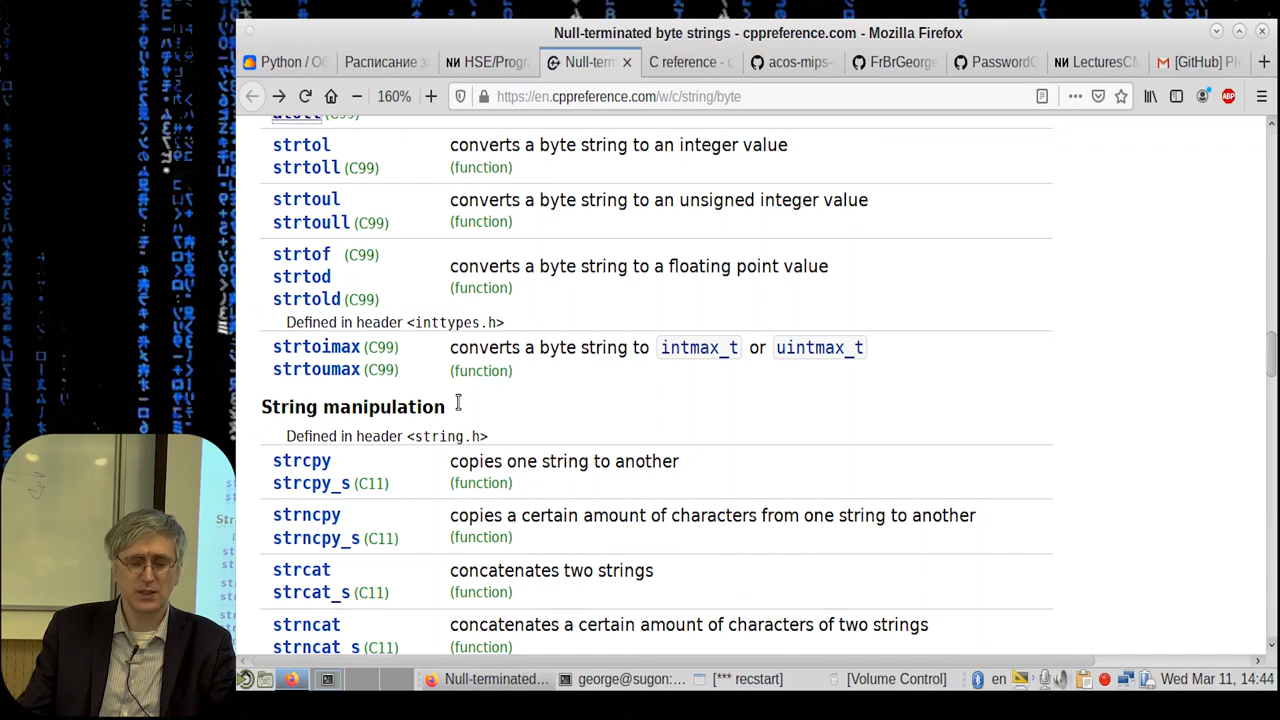 Null-terminated byte strings - cppreference.com - Mozilla Firefox
Python / Об
Расписание за
HSE/Progr
Null-term
C reference - c
acos-mips-
FrBrGeorge
PasswordG
LecturesCM
[GitHub] Pl
160%
https://en.cppreference.com/w/c/string/byte
ABP
atoll (C99)
strtol converts a byte string to an integer value
strtoll (C99) (function)
strtoul converts a byte string to an unsigned integer value
strtoull (C99) (function)
strtof (C99)
strtod converts a byte string to a floating point value
strtold (C99) (function)
Defined in header <inttypes.h>
strtoimax (C99) converts a byte string to intmax_t or uintmax_t
strtoumax (C99) (function)
String manipulation
Defined in header <string.h>
strcpy copies one string to another
strcpy_s (C11) (function)
strncpy copies a certain amount of characters from one string to another
strncpy_s (C11) (function)
strcat concatenates two strings
strcat_s (C11) (function)
strncat concatenates a certain amount of characters of two strings
strncat_s (C11) (function)
Null-terminated...
george@sugon:...
[*** recstart]
[Volume Control]
en
Wed Mar 11, 14:44